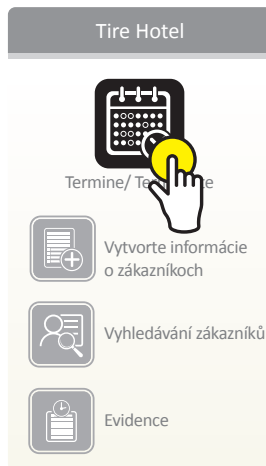 Tire Hotel
Termine/
Vytvorte informácie
o zákazníkoch
Vyhledávání zákazníků
Evidence